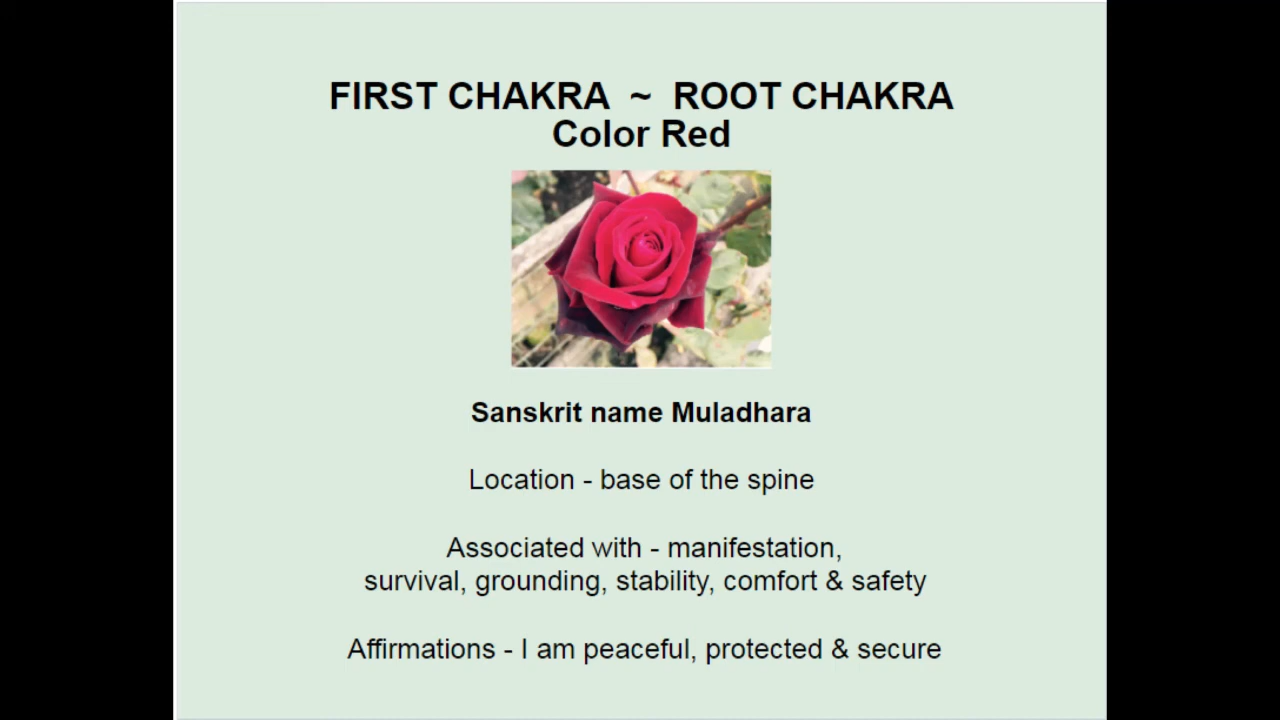 FIRST CHAKRA ~ ROOT CHAKRA
Color Red
Sanskrit name Muladhara
Location - base of the spine
Associated with - manifestation,
survival, grounding, stability, comfort & safety
Affirmations - I am peaceful, protected & secure